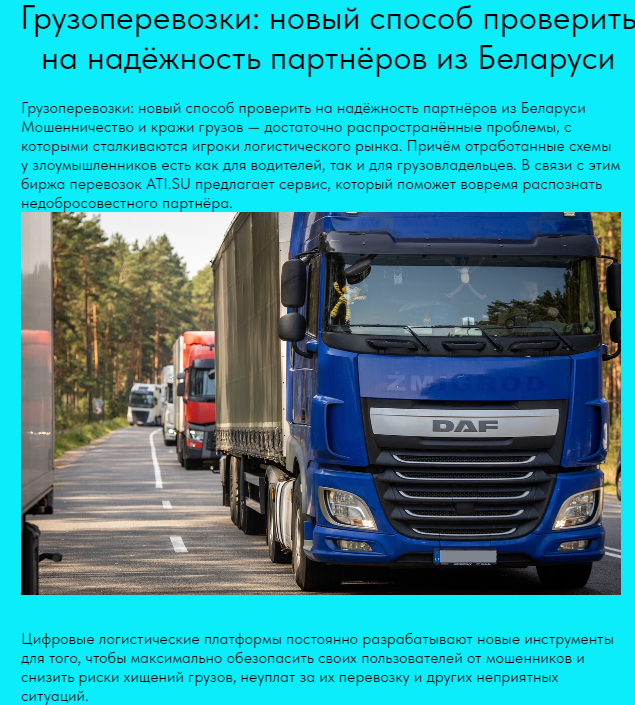 Грузоперевозки: новый способ проверить
на надёжность партнёров из Беларуси
Грузоперевозки: новый способ проверить на надёжность партнёров из Беларуси
Мошенничество и кражи грузов — достаточно распространённые проблемы, с
которыми сталкиваются игроки логистического рынка. Причём отработанные схемы
у злоумышленников есть как для водителей, так и для грузовладельцев. В связи с этим
биржа перевозок ATI.SU предлагает сервис, который поможет вовремя распознать
недобросовестного партнёра.
ŻMIGRÓD
DAF
Цифровые логистические платформы постоянно разрабатывают новые инструменты
для того, чтобы максимально обезопасить своих пользователей от мошенников и
снизить риски хищений грузов, неуплат за их перевозку и других неприятных
ситуаций.